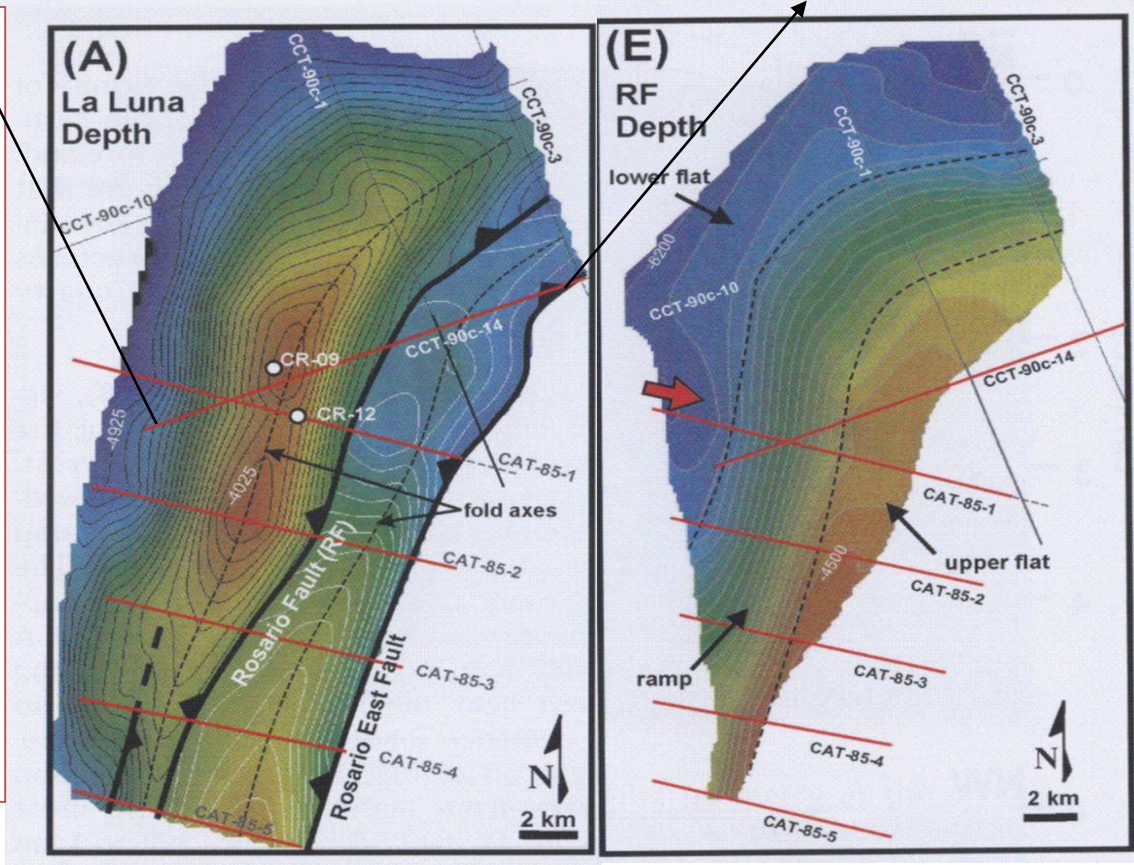 (A)
La Luna
Depth
CCT-90c-1
CCT-90c-3
CCT-90c-10
CR-09
CCT-90c-14
CR-12
-4925
CAT-85-1
-4025
fold axes
CAT-85-2
Rosario Fault (RF)
CAT-85-3
Rosario East Fault
CAT-85-4
CAT-85-5
N
2 km
(E)
RF
Depth
CCT-90c-3
CCT-90c-1
lower flat
-6200
CCT-90c-10
CCT-90c-14
CAT-85-1
upper flat
-4500
CAT-85-2
ramp
CAT-85-3
CAT-85-4
CAT-85-5
N
2 km